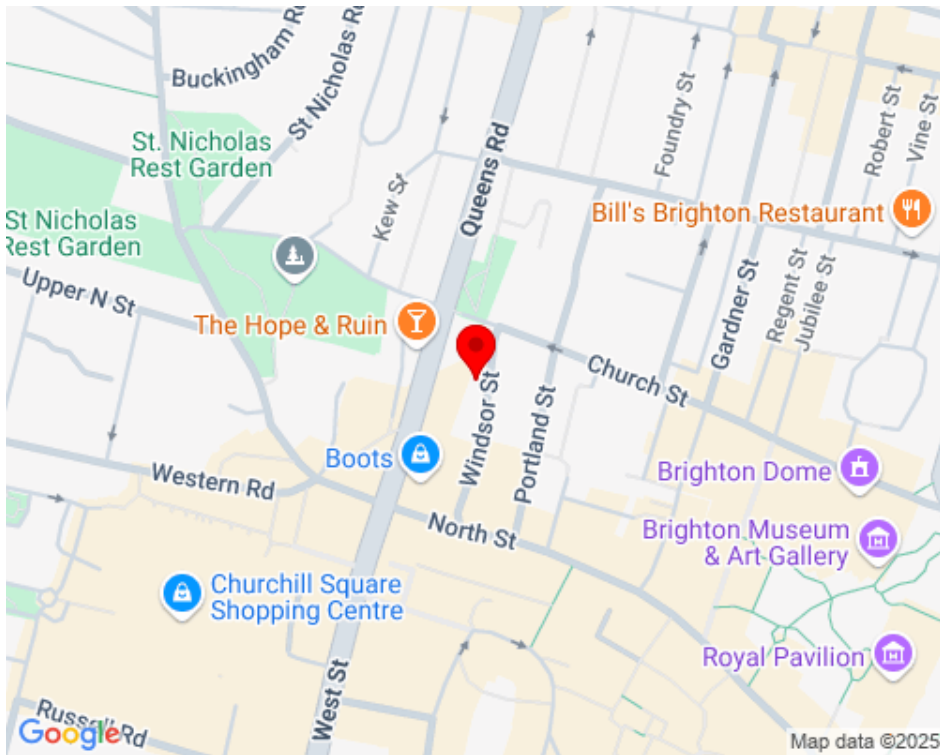 Buckingham Rd
St Nicholas Rd
St. Nicholas
Rest Garden
St Nicholas
Rest Garden
Kew St
Queens Rd
Foundry St
Robert St
Vine St
Bill's Brighton Restaurant
Upper N St
The Hope & Ruin
Gardner St
Regent St
Jubilee St
Church St
Windsor St
Portland St
Boots
Western Rd
North St
Brighton Dome
Brighton Museum
& Art Gallery
Churchill Square
Shopping Centre
Royal Pavilion
West St
Russell Rd
Google
Map data ©2025